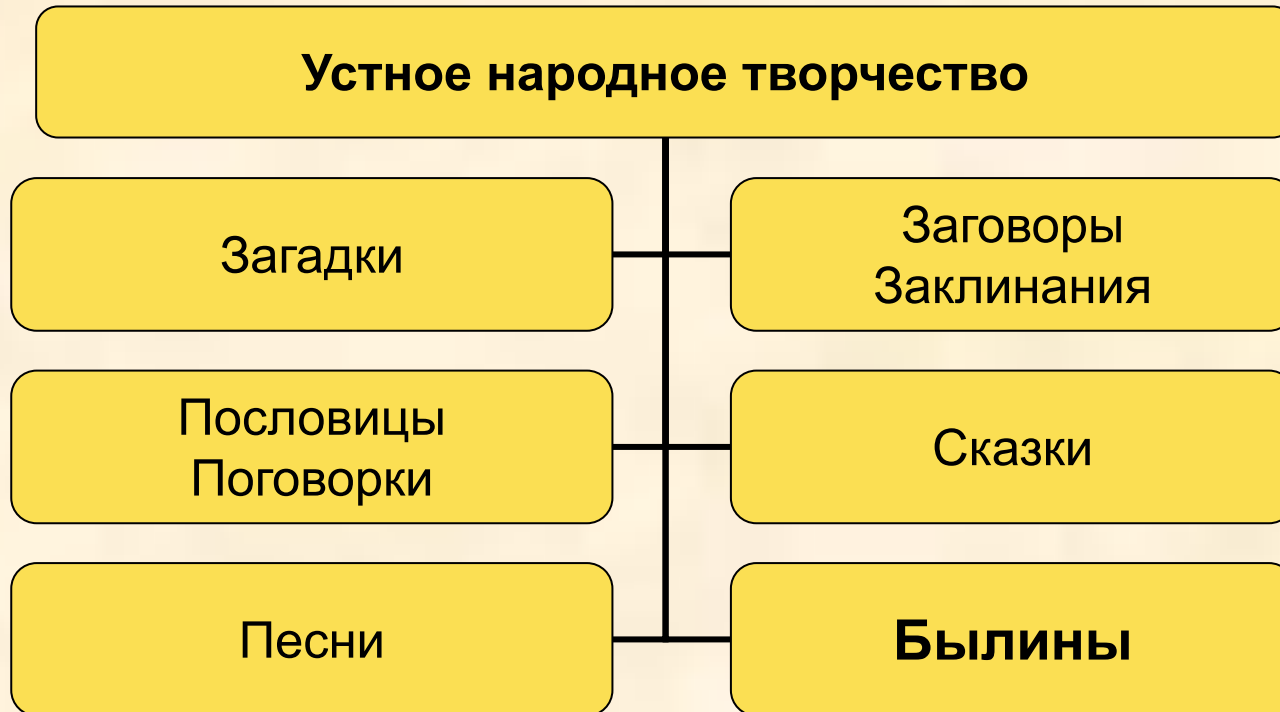 Устное народное творчество
Загадки
Заговоры
Заклинания
Пословицы
Поговорки
Сказки
Песни
Былины